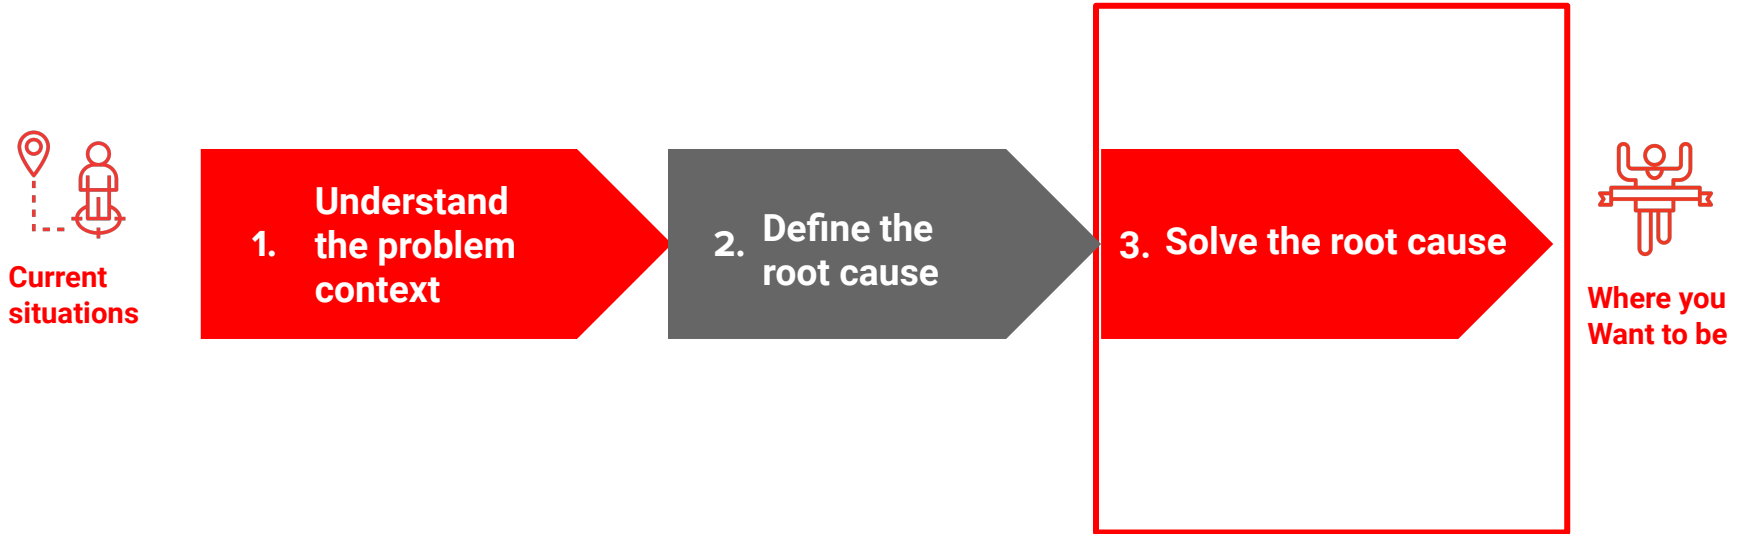 Current
situations
1.
Understand
the problem
context
2.
Define the
root cause
3.
Solve the root cause
Where you
Want to be